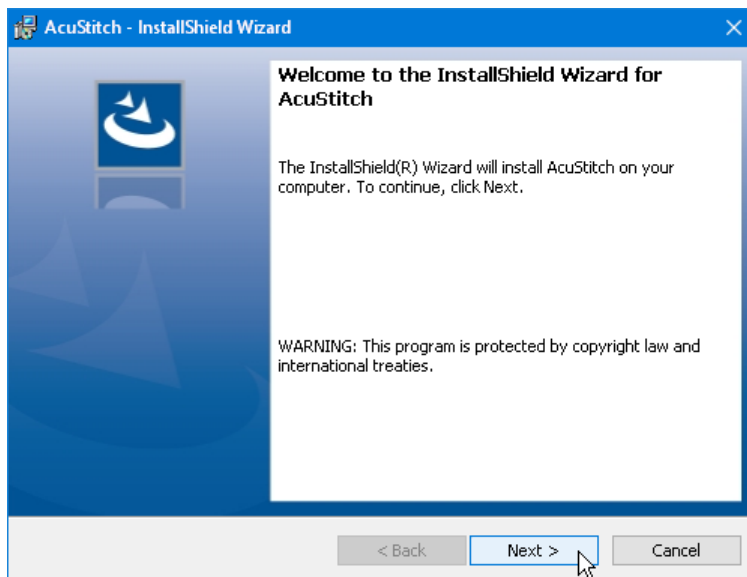 AcuStitch - InstallShield Wizard
Welcome to the InstallShield Wizard for
AcuStitch
The InstallShield(R) Wizard will install AcuStitch on your
computer. To continue, click Next.
WARNING: This program is protected by copyright law and
international treaties.
< Back Next > Cancel